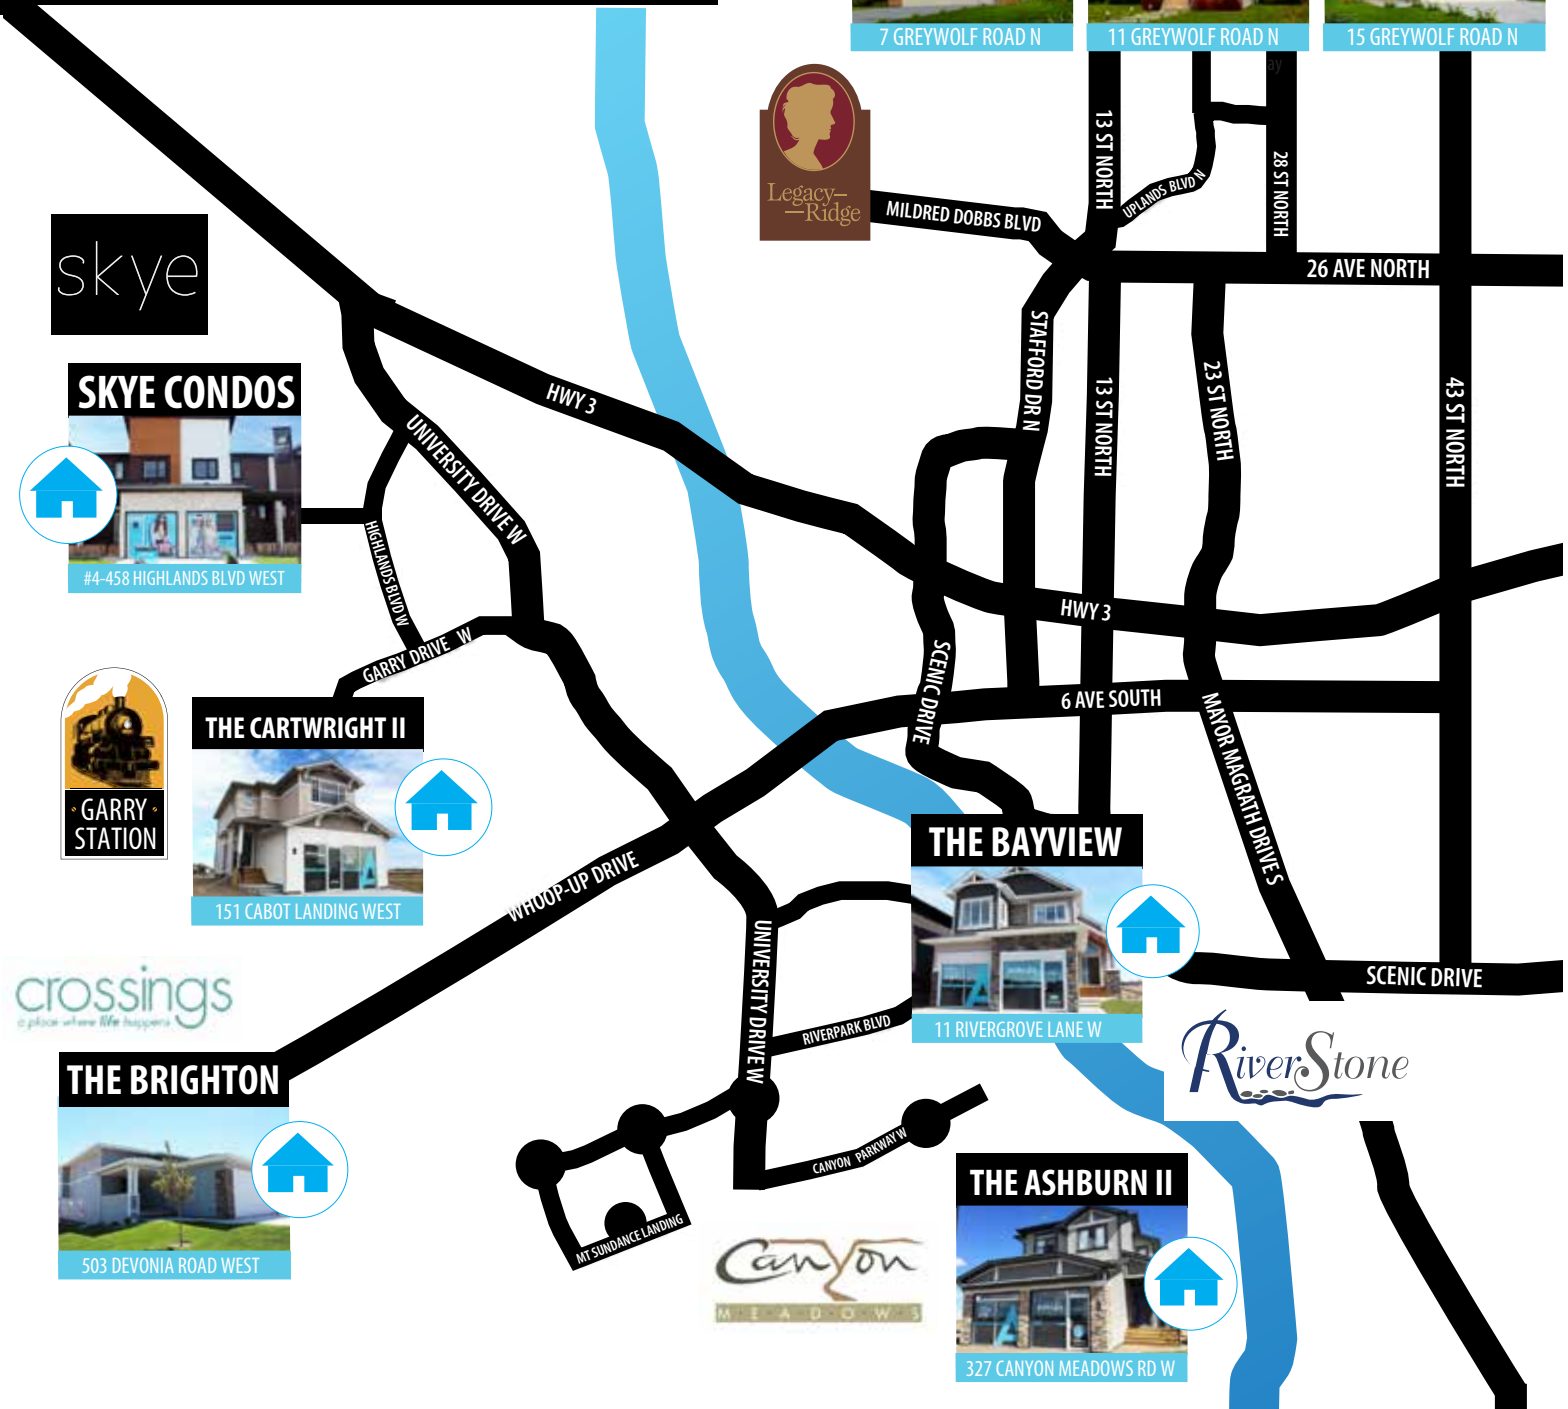 7 GREYWOLF ROAD N
11 GREYWOLF ROAD N
15 GREYWOLF ROAD N
ay
13 ST NORTH
UPLANDS BLVD N
28 ST NORTH
Legacy
Ridge
MILDRED DOBBS BLVD
26 AVE NORTH
skye
SKYE CONDOS
#4-458 HIGHLANDS BLVD WEST
HWY 3
UNIVERSITY DRIVE W
HIGHLANDS BLVD W
GARRY DRIVE W
STAFFORD DR N
13 ST NORTH
23 ST NORTH
43 ST NORTH
HWY 3
SCENIC DRIVE
6 AVE SOUTH
MAYOR MAGRATH DRIVE S
GARRY
STATION
THE CARTWRIGHT II
151 CABOT LANDING WEST
WHOOP-UP DRIVE
THE BAYVIEW
11 RIVERGROVE LANE W
UNIVERSITY DRIVE W
RIVERPARK BLVD
SCENIC DRIVE
RiverStone
crossings
a place where life happens
THE BRIGHTON
503 DEVONIA ROAD WEST
CANYON PARKWAY W
MT SUNDANCE LANDING
Canyon
M·E·A·D·O·W·S
THE ASHBURN II
327 CANYON MEADOWS RD W